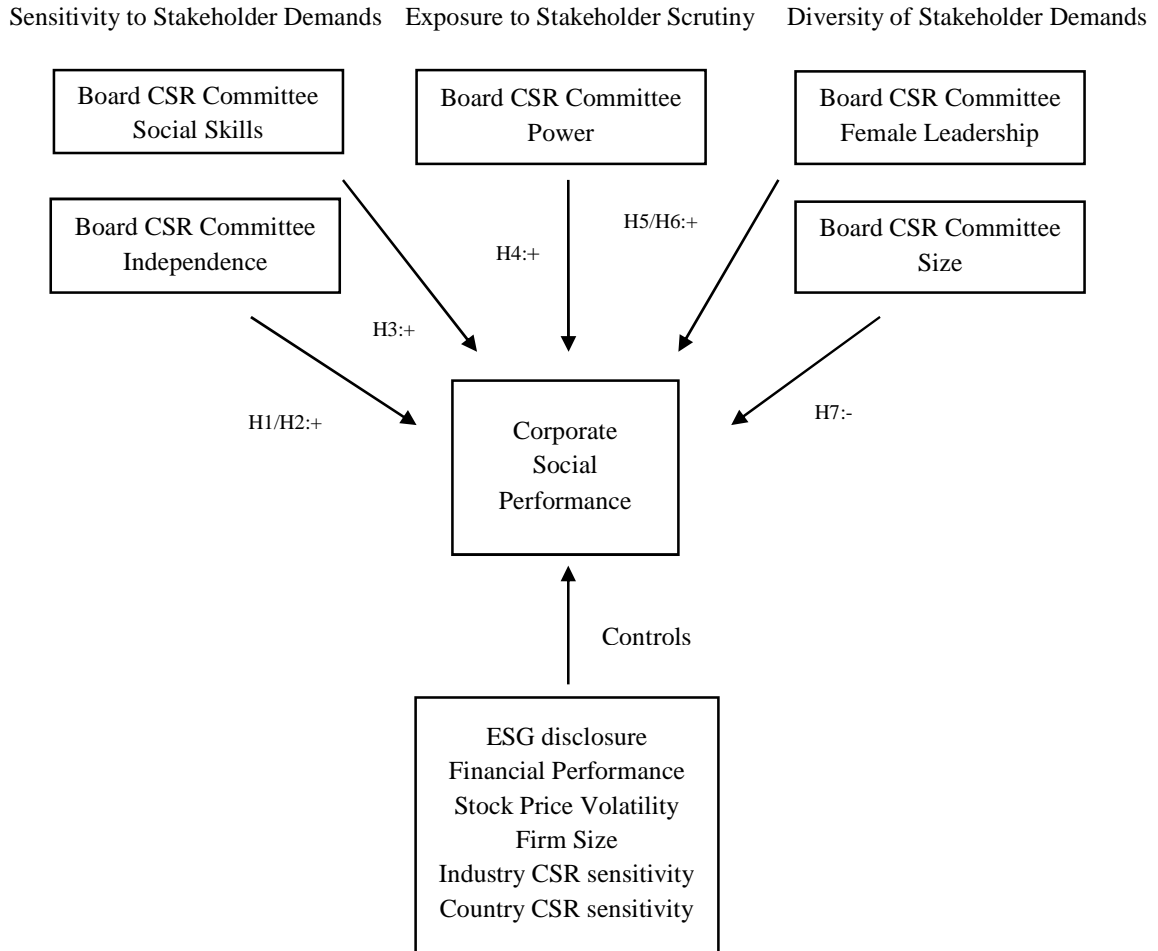 Sensitivity to Stakeholder Demands
Exposure to Stakeholder Scrutiny
Diversity of Stakeholder Demands
Board CSR Committee
Social Skills
Board CSR Committee
Power
Board CSR Committee
Female Leadership
Board CSR Committee
Independence
Board CSR Committee
Size
H5/H6:+
H4:+
H3:+
H1/H2:+
H7:-
Corporate
Social
Performance
Controls
ESG disclosure
Financial Performance
Stock Price Volatility
Firm Size
Industry CSR sensitivity
Country CSR sensitivity